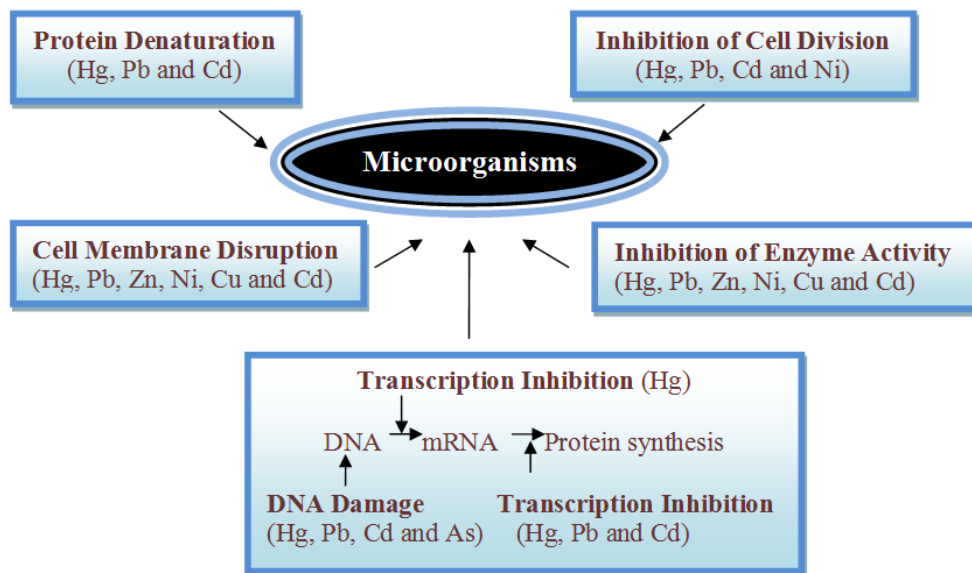 Protein Denaturation
(Hg, Pb and Cd)
Inhibition of Cell Division
(Hg, Pb, Cd and Ni)
Microorganisms
Cell Membrane Disruption
(Hg, Pb, Zn, Ni, Cu and Cd)
Inhibition of Enzyme Activity
(Hg, Pb, Zn, Ni, Cu and Cd)
Transcription Inhibition (Hg)
DNA mRNA Protein synthesis
DNA Damage
(Hg, Pb, Cd and As)
Transcription Inhibition
(Hg, Pb and Cd)